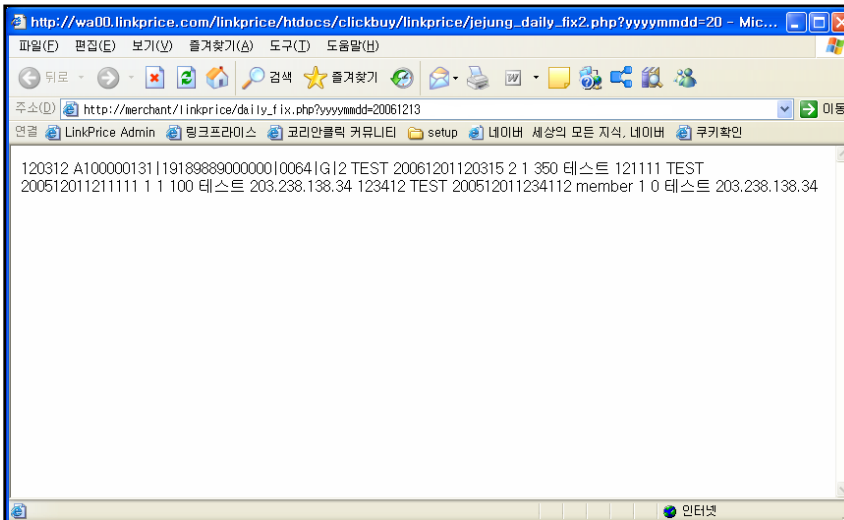 http://wa00.linkprice.com/linkprice/htdocs/clickbuy/linkprice/jejung_daily_fix2.php?yyyymmdd=20 - Mic...
파일(F) 편집(E) 보기(V) 즐겨찾기(A) 도구(T) 도움말(H)
뒤로 검색 즐겨찾기
주소(D) http://merchant/linkprice/daily_fix.php?yyyymmdd=20061213 이동
연결 LinkPrice Admin 링크프라이스 코리안클릭 커뮤니티 setup 네이버 세상의 모든 지식, 네이버 쿠키확인
120312 A100000131|19189889000000|0064|G|2 TEST 20061201120315 2 1 350 테스트 121111 TEST
200512011211111 1 1 100 테스트 203.238.138.34 123412 TEST 200512011234112 member 1 0 테스트 203.238.138.34
인터넷